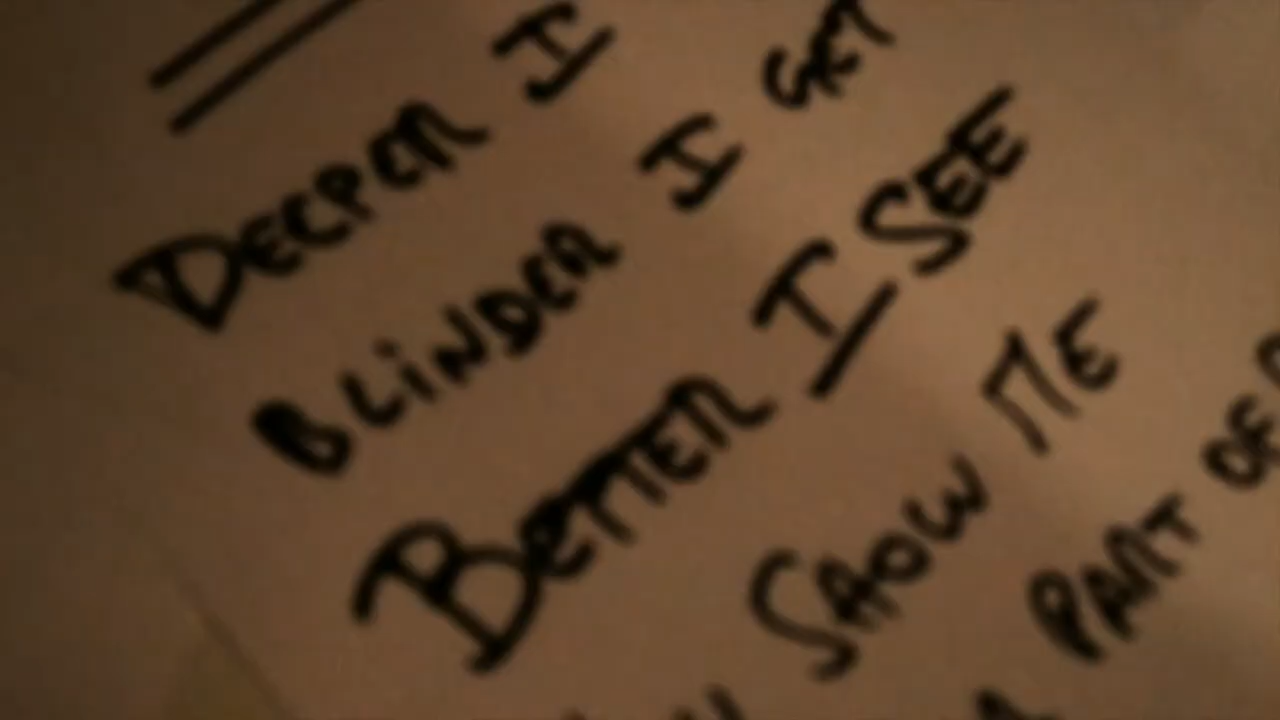 DEEPER I
BLINDER I GET
BETTER I SEE
SHOW ME
PART OF